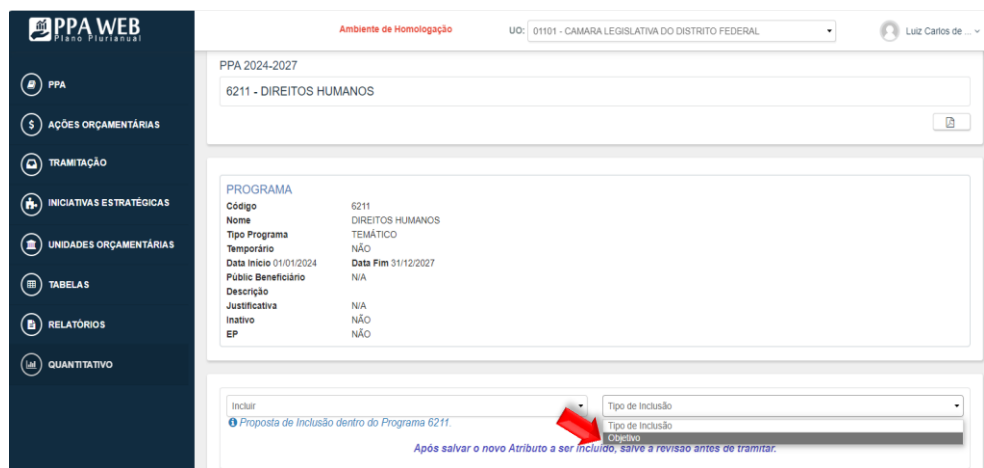 PPA WEB
Plano Plurianual
Ambiente de Homologação
UO: 01101 - CAMARA LEGISLATIVA DO DISTRITO FEDERAL
Luiz Carlos de ...
PPA
AÇÕES ORÇAMENTÁRIAS
TRAMITAÇÃO
INICIATIVAS ESTRATÉGICAS
UNIDADES ORÇAMENTÁRIAS
TABELAS
RELATÓRIOS
QUANTITATIVO
PPA 2024-2027
6211 - DIREITOS HUMANOS
PROGRAMA
Código 6211
Nome DIREITOS HUMANOS
Tipo Programa TEMÁTICO
Temporário NÃO
Data Início 01/01/2024 Data Fim 31/12/2027
Públic Beneficiário N/A
Descrição
Justificativa N/A
Inativo NÃO
EP NÃO
Incluir
Tipo de Inclusão
Proposta de Inclusão dentro do Programa 6211.
Tipo de Inclusão
Objetivo
Após salvar o novo Atributo a ser incluído, salve a revisão antes de tramitar.